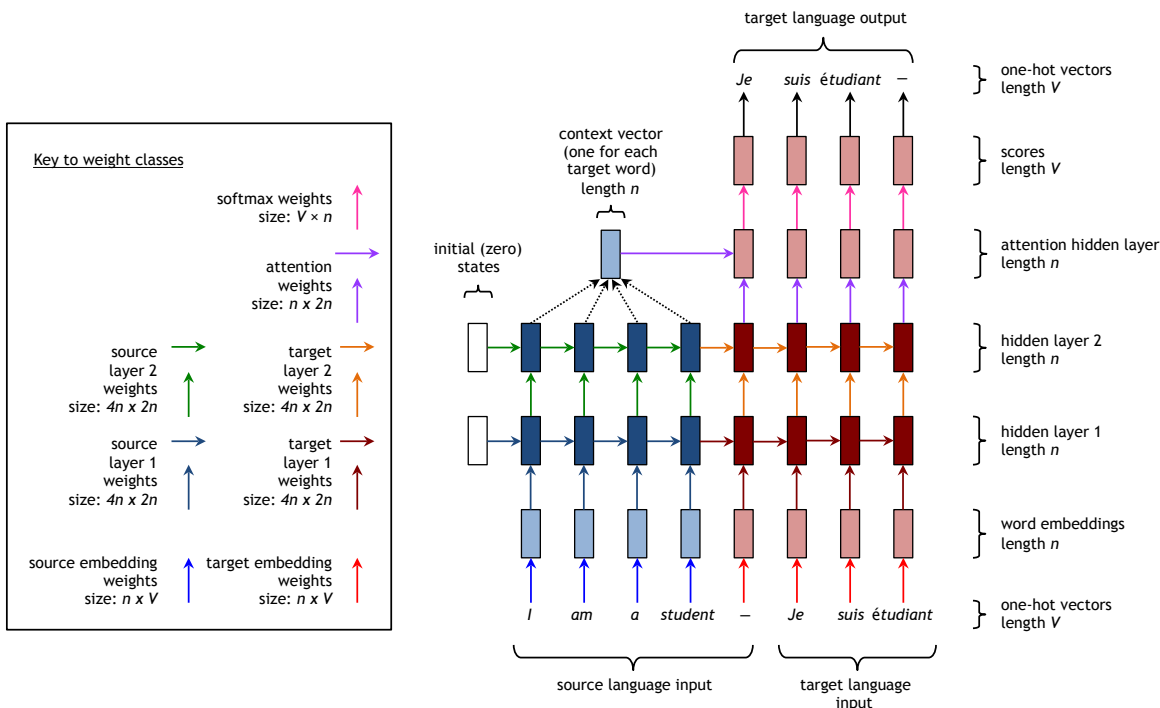 target language output
Je suis étudiant –
one-hot vectors
length V
context vector
(one for each
target word)
length n
scores
length V
Key to weight classes
softmax weights
size: V × n
attention
weights
size: n x 2n
initial (zero)
states
attention hidden layer
length n
source
layer 2
weights
size: 4n x 2n
target
layer 2
weights
size: 4n x 2n
hidden layer 2
length n
source
layer 1
weights
size: 4n x 2n
target
layer 1
weights
size: 4n x 2n
hidden layer 1
length n
word embeddings
length n
source embedding
weights
size: n x V
target embedding
weights
size: n x V
I am a student – Je suis étudiant
one-hot vectors
length V
source language input
target language
input